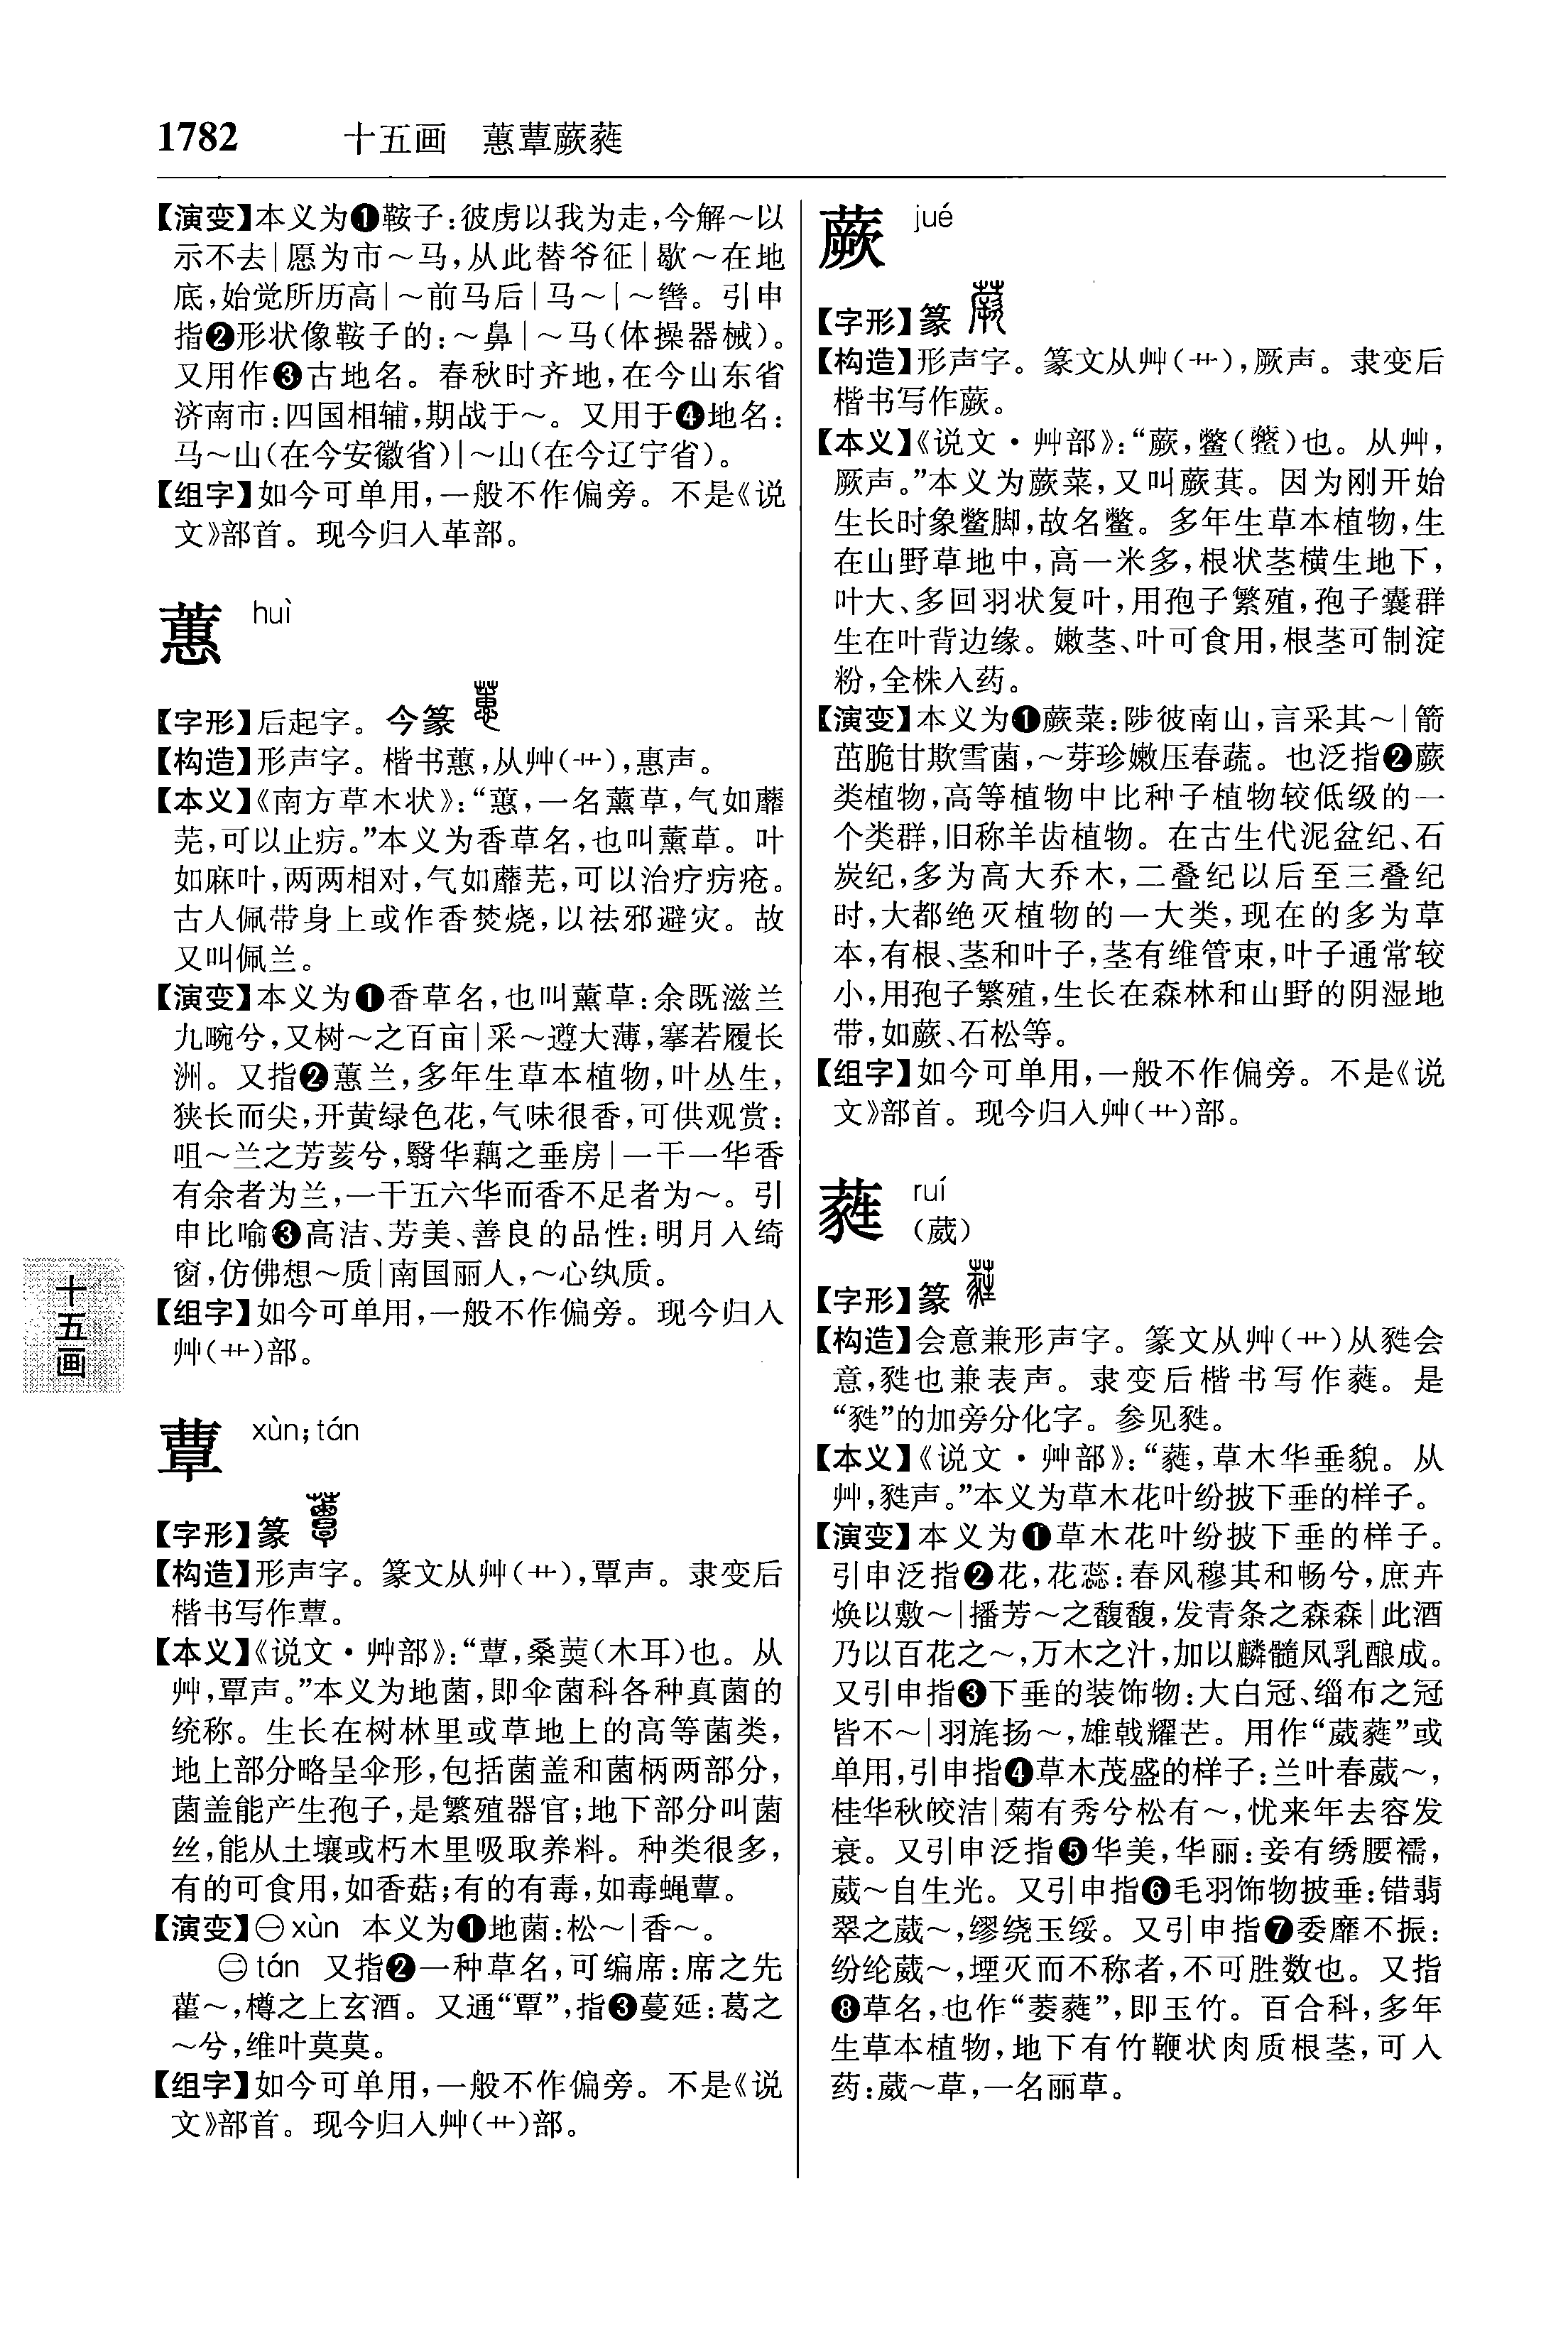 1782 十五画 蕙蕈蕨蕤
【演变】本义为❶鞍子:彼虏以我为走,今解～以
示不去|愿为市～马,从此替爷征|歇～在地
底,始觉所历高|～前马后|马～|～辔。引申
指❷形状像鞍子的:～鼻|～马(体操器械)。
又用作❸古地名。春秋时齐地,在今山东省
济南市:四国相辅,期战于～。又用于❹地名:
马～山(在今安徽省)|～山(在今辽宁省)。
【组字】如今可单用,一般不作偏旁。不是《说
文》部首。现今归入革部。
蕙 huì
【字形】后起字。今篆
【构造】形声字。楷书蕙,从艸(艹),惠声。
【本义】《南方草木状》:“蕙,一名薰草,气如蘼
芜,可以止疠。”本义为香草名,也叫薰草。叶
如麻叶,两两相对,气如蘼芜,可以治疗疠疮。
古人佩带身上或作香焚烧,以祛邪避灾。故
又叫佩兰。
【演变】本义为❶香草名,也叫薰草:余既滋兰
九畹兮,又树～之百亩|采～遵大薄,搴若履长
洲。又指❷蕙兰,多年生草本植物,叶丛生,
狭长而尖,开黄绿色花,气味很香,可供观赏:
咀～兰之芳荄兮,翳华藕之垂房|一干一华香
有余者为兰,一干五六华而香不足者为～。引
申比喻❸高洁、芳美、善良的品性:明月入绮
窗,仿佛想～质|南国丽人,～心纨质。
【组字】如今可单用,一般不作偏旁。现今归入
艸(艹)部。
蕈 xùn;tán
【字形】篆
【构造】形声字。篆文从艸(艹),覃声。隶变后
楷书写作蕈。
【本义】《说文·艸部》:“蕈,桑萸(木耳)也。从
艸,覃声。”本义为地菌,即伞菌科各种真菌的
统称。生长在树林里或草地上的高等菌类,
地上部分略呈伞形,包括菌盖和菌柄两部分,
菌盖能产生孢子,是繁殖器官;地下部分叫菌
丝,能从土壤或朽木里吸取养料。种类很多,
有的可食用,如香菇;有的有毒,如毒蝇蕈。
【演变】㊀xùn 本义为❶地菌:松～|香～。
㊁tán 又指❷一种草名,可编席:席之先
雚～,樽之上玄酒。又通“覃”,指❸蔓延:葛之
～兮,维叶莫莫。
【组字】如今可单用,一般不作偏旁。不是《说
文》部首。现今归入艸(艹)部。
十五画
蕨 jué
【字形】篆
【构造】形声字。篆文从艸(艹),厥声。隶变后
楷书写作蕨。
【本义】《说文·艸部》:“蕨,鳖(虌)也。从艸,
厥声。”本义为蕨菜,又叫蕨萁。因为刚开始
生长时象鳖脚,故名鳖。多年生草本植物,生
在山野草地中,高一米多,根状茎横生地下,
叶大、多回羽状复叶,用孢子繁殖,孢子囊群
生在叶背边缘。嫩茎、叶可食用,根茎可制淀
粉,全株入药。
【演变】本义为❶蕨菜:陟彼南山,言采其～|箭
茁脆甘欺雪菌,～芽珍嫩压春蔬。也泛指❷蕨
类植物,高等植物中比种子植物较低级的一
个类群,旧称羊齿植物。在古生代泥盆纪、石
炭纪,多为高大乔木,二叠纪以后至三叠纪
时,大都绝灭植物的一大类,现在的多为草
本,有根、茎和叶子,茎有维管束,叶子通常较
小,用孢子繁殖,生长在森林和山野的阴湿地
带,如蕨、石松等。
【组字】如今可单用,一般不作偏旁。不是《说
文》部首。现今归入艸(艹)部。
蕤 ruí
(葳)
【字形】篆
【构造】会意兼形声字。篆文从艸(艹)从甤会
意,甤也兼表声。隶变后楷书写作蕤。是
“甤”的加旁分化字。参见甤。
【本义】《说文·艸部》:“蕤,草木华垂貌。从
艸,甤声。”本义为草木花叶纷披下垂的样子。
【演变】本义为❶草木花叶纷披下垂的样子。
引申泛指❷花,花蕊:春风穆其和畅兮,庶卉
焕以敷～|播芳～之馥馥,发青条之森森|此酒
乃以百花之～,万木之汁,加以麟髓凤乳酿成。
又引申指❸下垂的装饰物:大白冠、缁布之冠
皆不～|羽旄扬～,雄戟耀芒。用作“葳蕤”或
单用,引申指❹草木茂盛的样子:兰叶春葳～,
桂华秋皎洁|菊有秀兮松有～,忧来年去容发
衰。又引申泛指❺华美,华丽:妾有绣腰襦,
葳～自生光。又引申指❻毛羽饰物披垂:错翡
翠之葳～,缪绕玉绥。又引申指❼委靡不振:
纷纶葳～,堙灭而不称者,不可胜数也。又指
❽草名,也作“萎蕤”,即玉竹。百合科,多年
生草本植物,地下有竹鞭状肉质根茎,可入
药:葳～草,一名丽草。